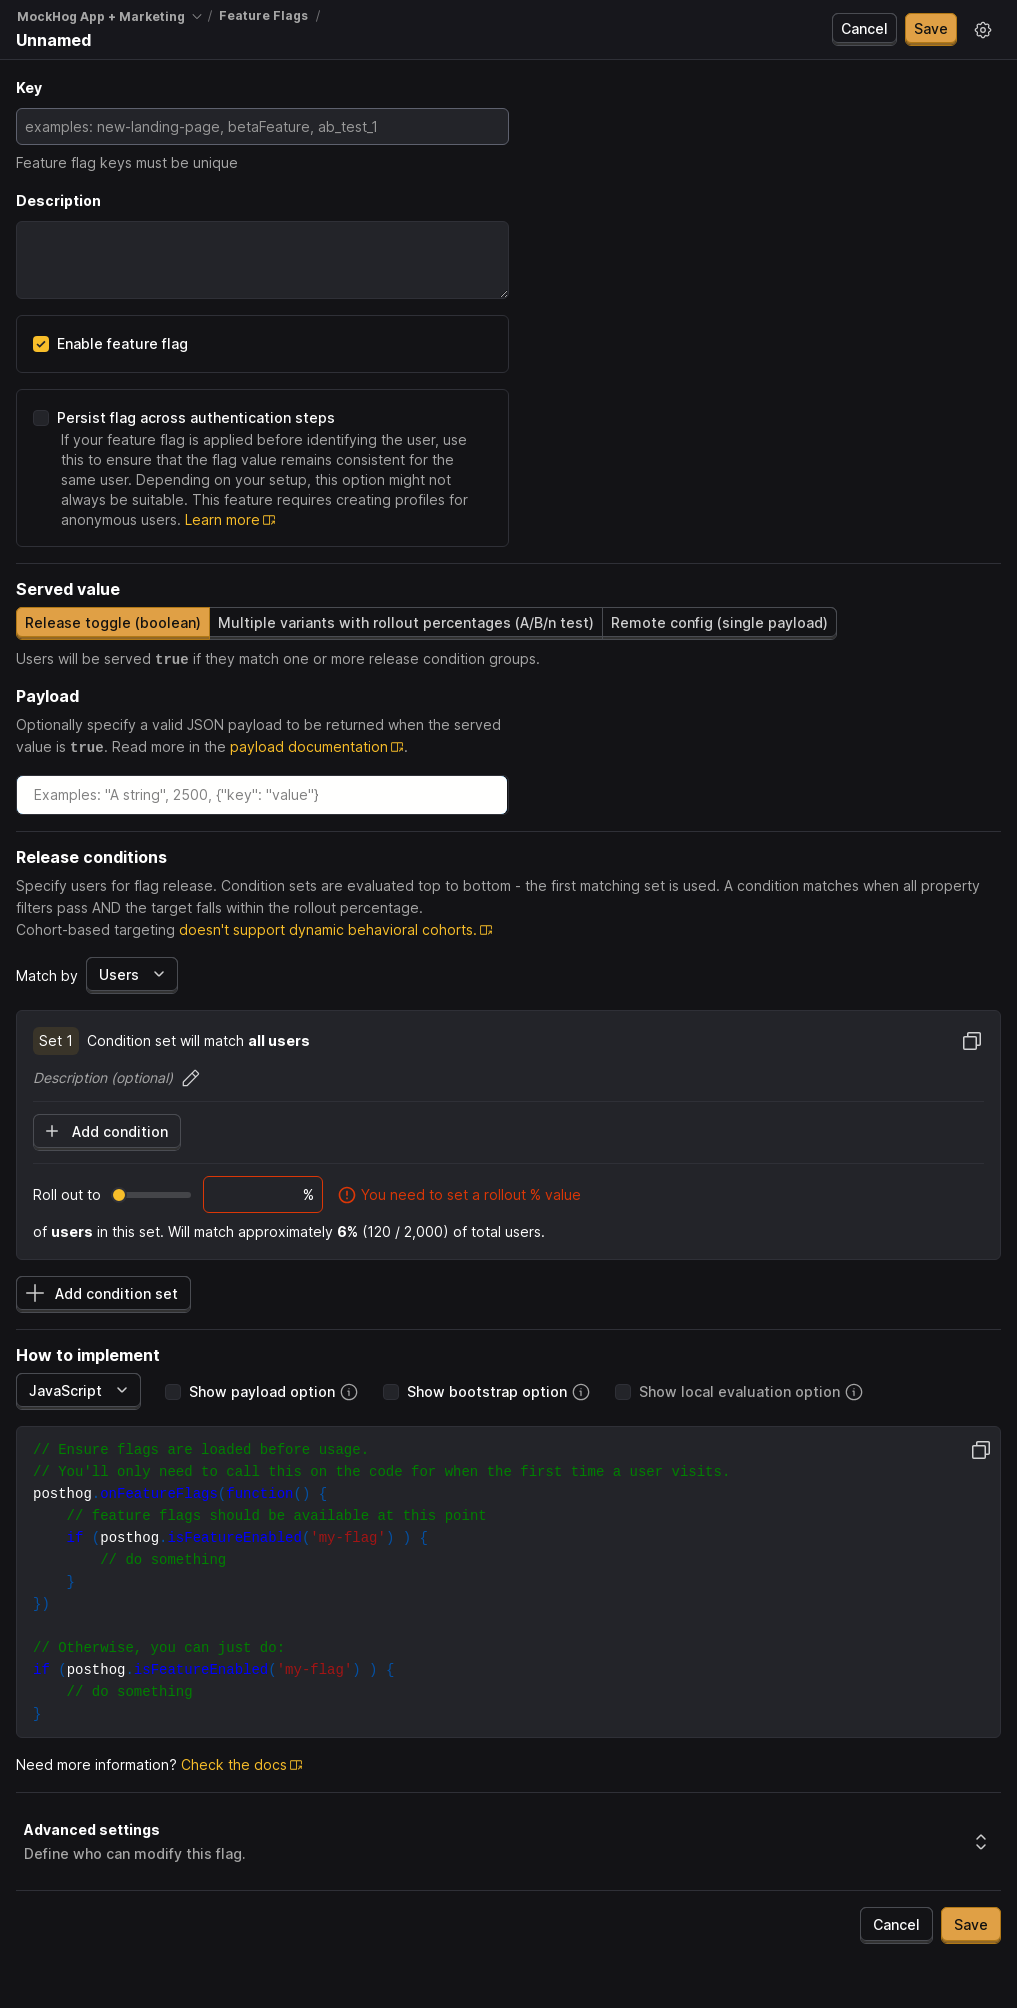 MockHog App + Marketing / Feature Flags /
Unnamed
Cancel
Save
Key
examples: new-landing-page, betaFeature, ab_test_1
Feature flag keys must be unique
Description
Enable feature flag
Persist flag across authentication steps
If your feature flag is applied before identifying the user, use
this to ensure that the flag value remains consistent for the
same user. Depending on your setup, this option might not
always be suitable. This feature requires creating profiles for
anonymous users. Learn more
Served value
Release toggle (boolean)
Multiple variants with rollout percentages (A/B/n test)
Remote config (single payload)
Users will be served true if they match one or more release condition groups.
Payload
Optionally specify a valid JSON payload to be returned when the served
value is true. Read more in the payload documentation.
Examples: "A string", 2500, {"key": "value"}
Release conditions
Specify users for flag release. Condition sets are evaluated top to bottom - the first matching set is used. A condition matches when all property
filters pass AND the target falls within the rollout percentage.
Cohort-based targeting doesn't support dynamic behavioral cohorts.
Match by Users
Set 1 Condition set will match all users
Description (optional)
Add condition
Roll out to % You need to set a rollout % value
of users in this set. Will match approximately 6% (120 / 2,000) of total users.
Add condition set
How to implement
JavaScript
Show payload option
Show bootstrap option
Show local evaluation option
// Ensure flags are loaded before usage.
// You'll only need to call this on the code for when the first time a user visits.
posthog.onFeatureFlags(function() {
    // feature flags should be available at this point
    if (posthog.isFeatureEnabled('my-flag') ) {
        // do something
    }
})
// Otherwise, you can just do:
if (posthog.isFeatureEnabled('my-flag') ) {
    // do something
}
Need more information? Check the docs
Advanced settings
Define who can modify this flag.
Cancel
Save